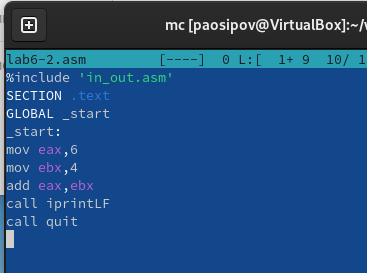 mc [paosipov@VirtualBox]:~/
lab6-2.asm [----] 0 L:[ 1+ 9 10/ 1
%include 'in_out.asm'
SECTION .text
GLOBAL _start
_start:
mov eax,6
mov ebx,4
add eax,ebx
call iprintLF
call quit